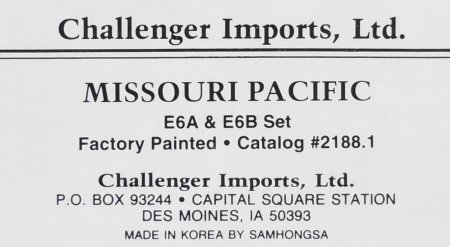 Challenger Imports, Ltd.
MISSOURI PACIFIC
E6A & E6B Set
Factory Painted • Catalog #2188.1
Challenger Imports, Ltd.
P.O. BOX 93244 • CAPITAL SQUARE STATION
DES MOINES, IA 50393
MADE IN KOREA BY SAMHONGSA